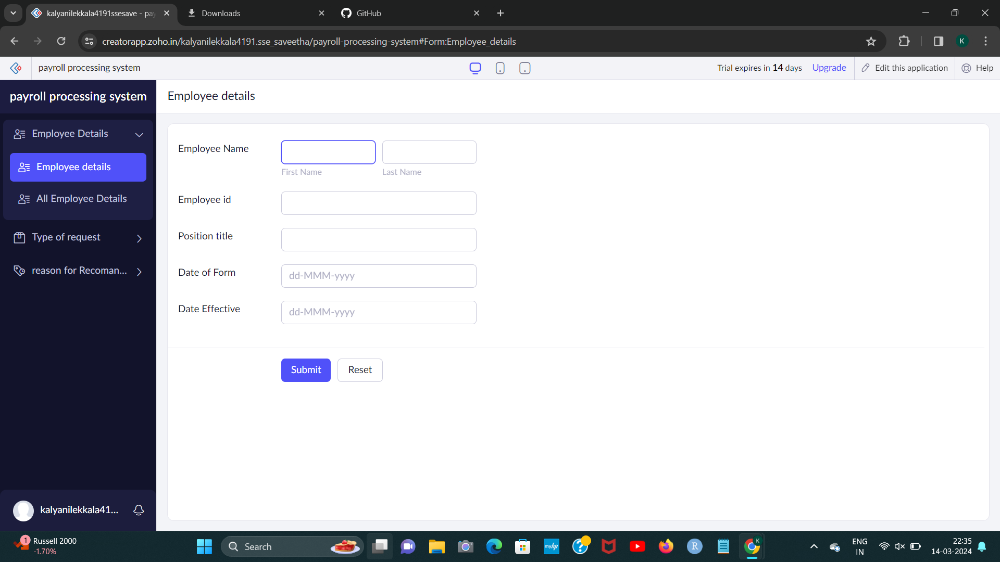 kalyanilekkala4191ssesave - pay
Downloads
GitHub
creatorapp.zoho.in/kalyanilekkala4191.sse_saveetha/payroll-processing-system#Form:Employee_details
K
payroll processing system
Trial expires in 14 days
Upgrade
Edit this application
Help
payroll processing system
Employee details
Employee Details
Employee details
All Employee Details
Type of request
reason for Recoman...
Employee Name
First Name
Last Name
Employee id
Position title
Date of Form
dd-MMM-yyyy
Date Effective
dd-MMM-yyyy
Submit
Reset
kalyanilekkala41...
1
Russell 2000
-1.70%
Search
myhp
?
R
K
ENG
IN
22:35
14-03-2024